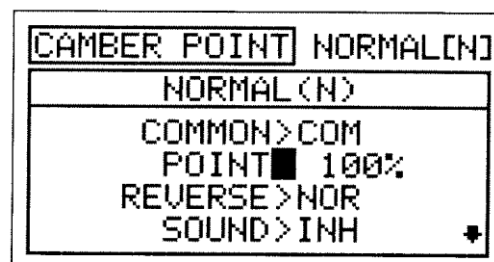 CAMBER POINT NORMAL[N]
NORMAL(N)
COMMON>COM
POINT 100%
REVERSE>NOR
SOUND>INH